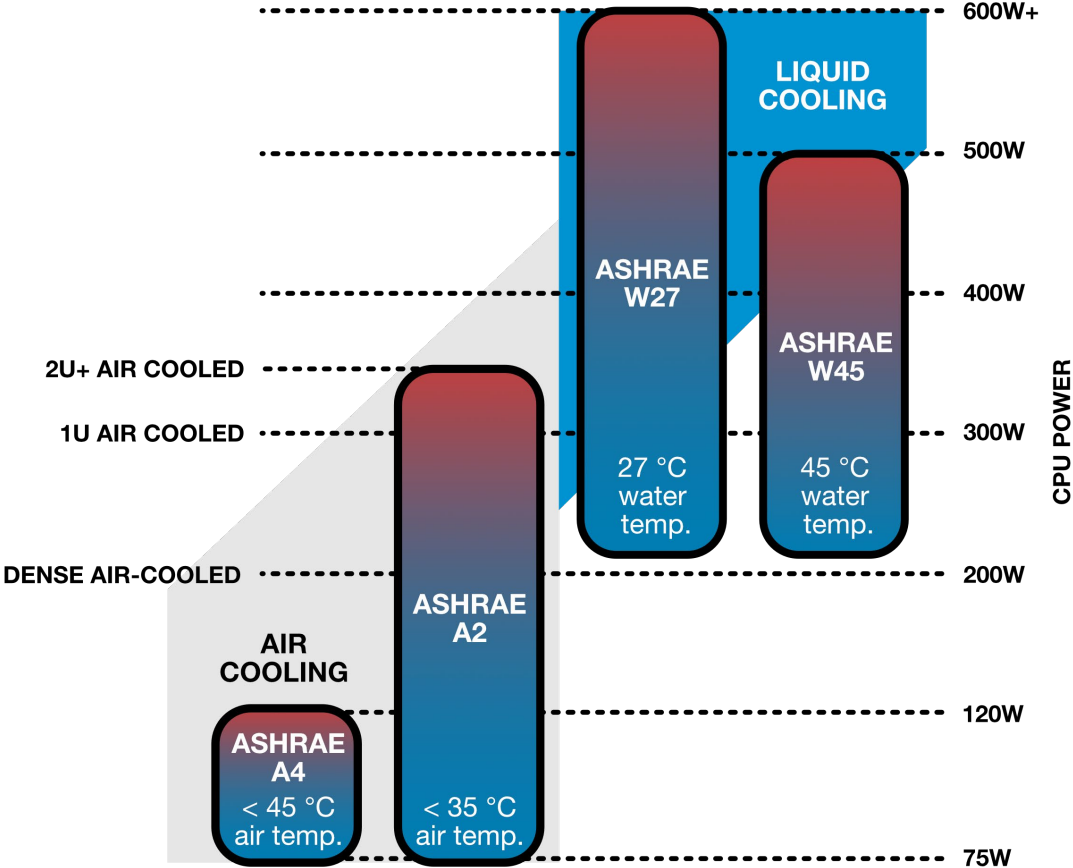 600W+
LIQUID
COOLING
500W
ASHRAE
W27
400W
ASHRAE
W45
2U+ AIR COOLED
1U AIR COOLED
300W
CPU POWER
27 °C
water
temp.
45 °C
water
temp.
DENSE AIR-COOLED
200W
ASHRAE
A2
AIR
COOLING
120W
ASHRAE
A4
< 45 °C
air temp.
< 35 °C
air temp.
75W